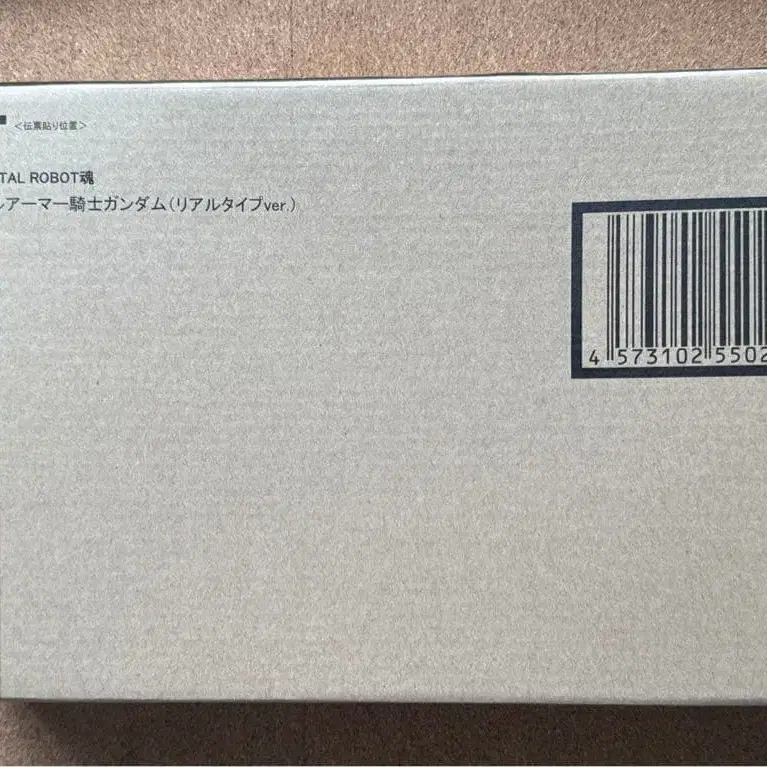 <伝票貼り位置>
TAL ROBOT魂
ルアーマー騎士ガンダム(リアルタイプver.)
4 573102 5502